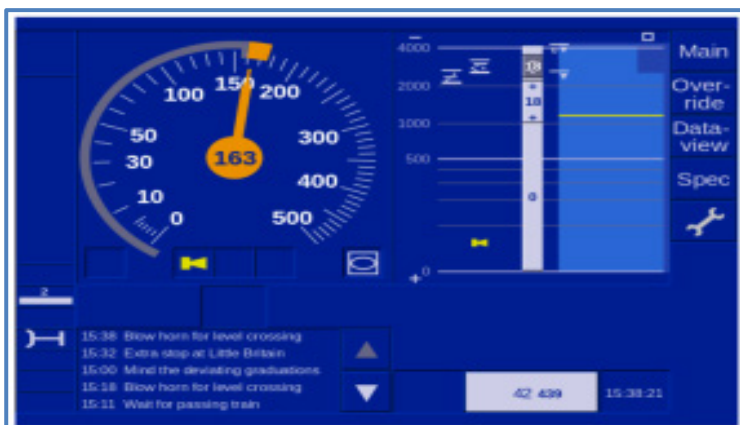 0
10
30
50
100
150
200
300
400
500
163
4000
2000
1000
500
0
18
0
Main
Over-
ride
Data-
view
Spec
2
15:38 Blow horn for level crossing
15:32 Extra stop at Little Britain
15:00 Mind the deviating graduations
15:18 Blow horn for level crossing
15:11 Wait for passing train
42 439
15:38:21